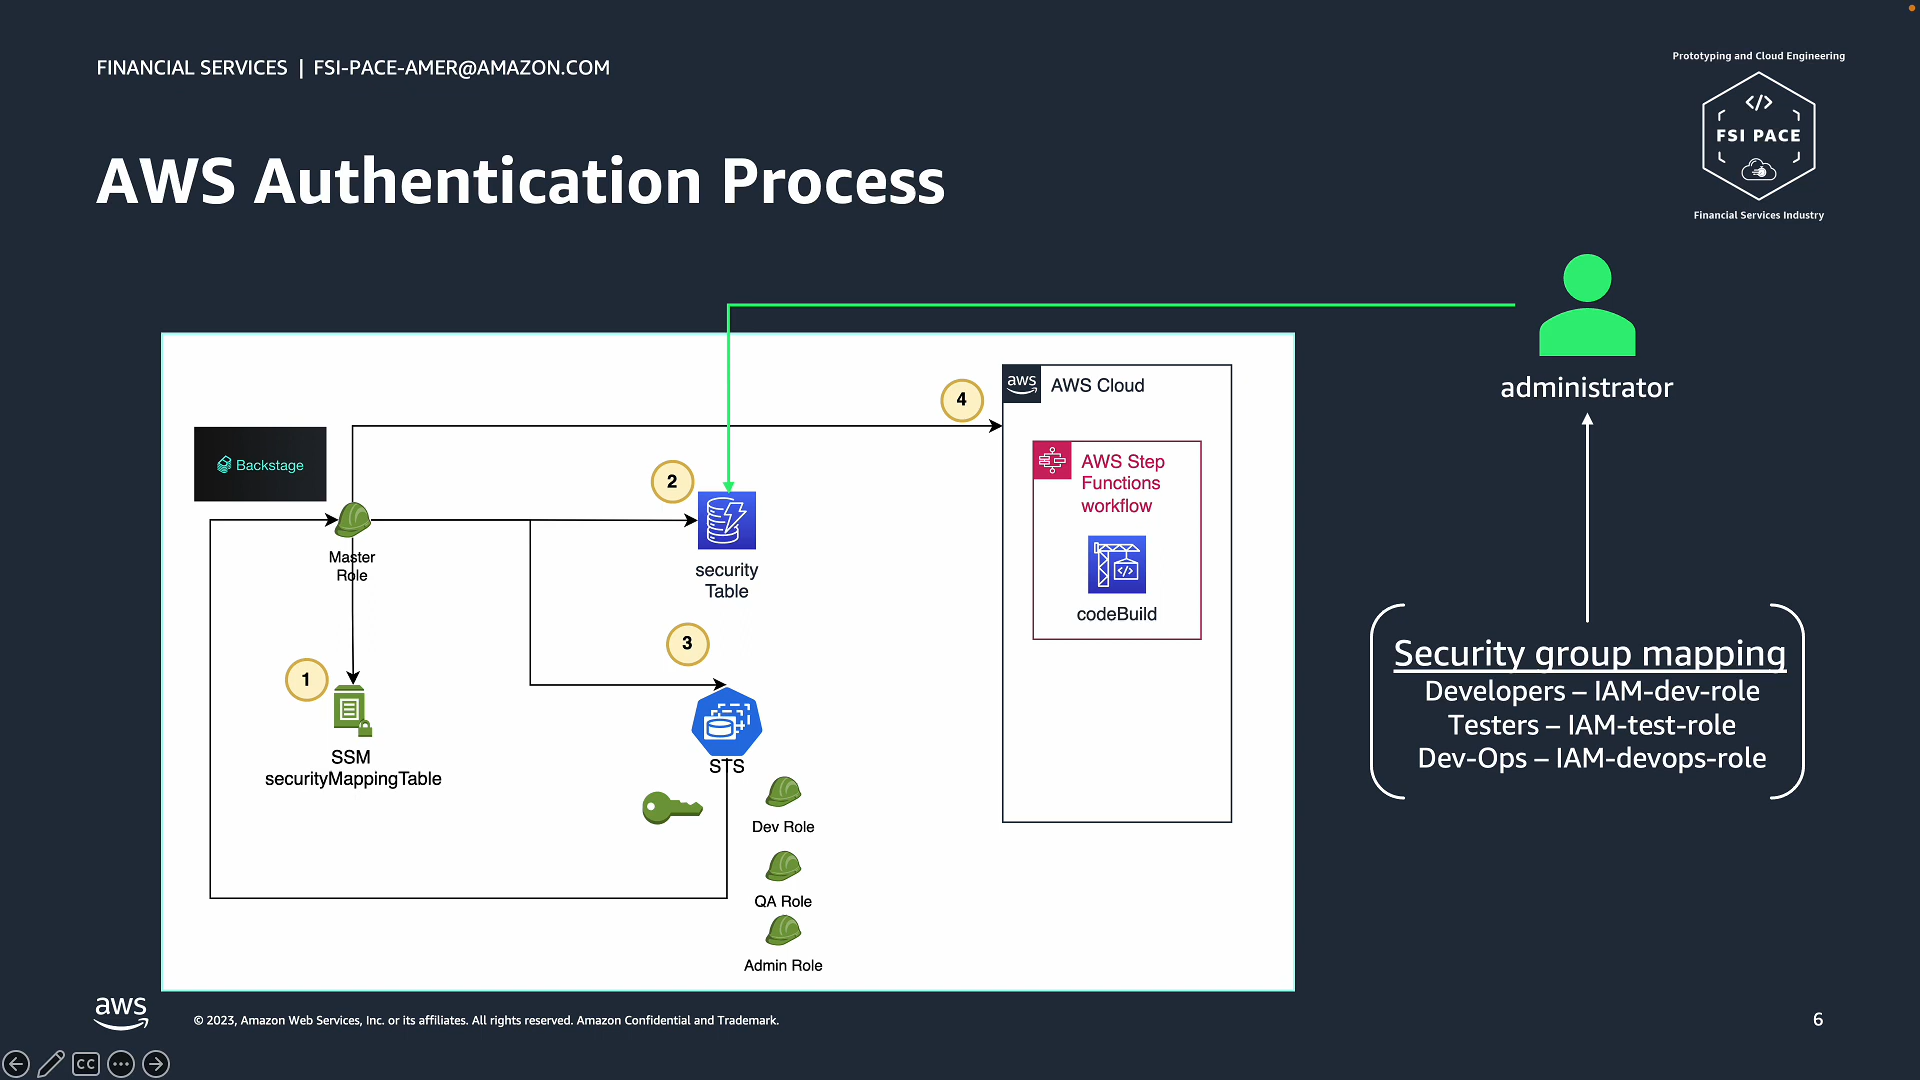 FINANCIAL SERVICES | FSI-PACE-AMER@AMAZON.COM
Prototyping and Cloud Engineering
</>
FSI PACE
Financial Services Industry
AWS Authentication Process
administrator
aws
AWS Cloud
4
Backstage
2
AWS Step
Functions
workflow
</>
codeBuild
Master
Role
security
Table
3
1
SSM
securityMappingTable
STS
Dev Role
QA Role
Admin Role
Security group mapping
Developers – IAM-dev-role
Testers – IAM-test-role
Dev-Ops – IAM-devops-role
aws
© 2023, Amazon Web Services, Inc. or its affiliates. All rights reserved. Amazon Confidential and Trademark.
6
CC